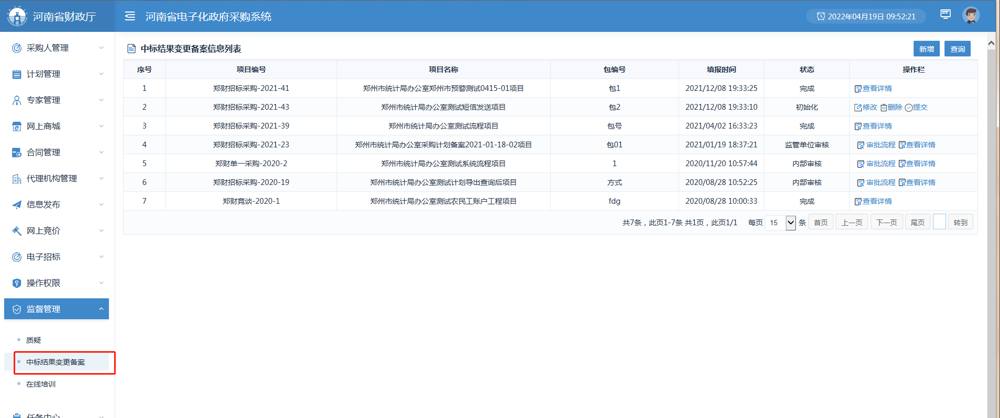 河南省财政厅
河南省电子化政府采购系统
2022年04月19日 09:52:21
采购人管理
计划管理
专家管理
网上商城
合同管理
代理机构管理
信息发布
网上竞价
电子招标
操作权限
监督管理
质疑
中标结果变更备案
在线培训
任务中心
中标结果变更备案信息列表
新增 查询
序号 项目编号 项目名称 包编号 填报时间 状态 操作栏
1 郑财招标采购-2021-41 郑州市统计局办公室郑州市预警测试0415-01项目 包1 2021/12/08 19:33:25 完成 查看详情
2 郑财招标采购-2021-43 郑州市统计局办公室测试短信发送项目 包2 2021/12/08 19:33:10 初始化 修改 删除 提交
3 郑财招标采购-2021-39 郑州市统计局办公室测试流程项目 包号 2021/04/02 16:33:23 完成 查看详情
4 郑财招标采购-2021-23 郑州市统计局办公室采购计划备案2021-01-18-02项目 包01 2021/01/19 18:37:21 监管单位审核 审批流程 查看详情
5 郑财单一采购-2020-2 郑州市统计局办公室测试系统流程项目 1 2020/11/20 10:57:44 内部审核 审批流程 查看详情
6 郑财招标采购-2020-19 郑州市统计局办公室测试计划导出查询后项目 方式 2020/08/28 10:52:25 内部审核 审批流程 查看详情
7 郑财竞谈-2020-1 郑州市统计局办公室测试农民工账户工程项目 fdg 2020/08/28 10:00:33 完成 查看详情
共7条，此页1-7条 共1页，此页1/1 每页 15 条 首页 上一页 下一页 尾页 转到